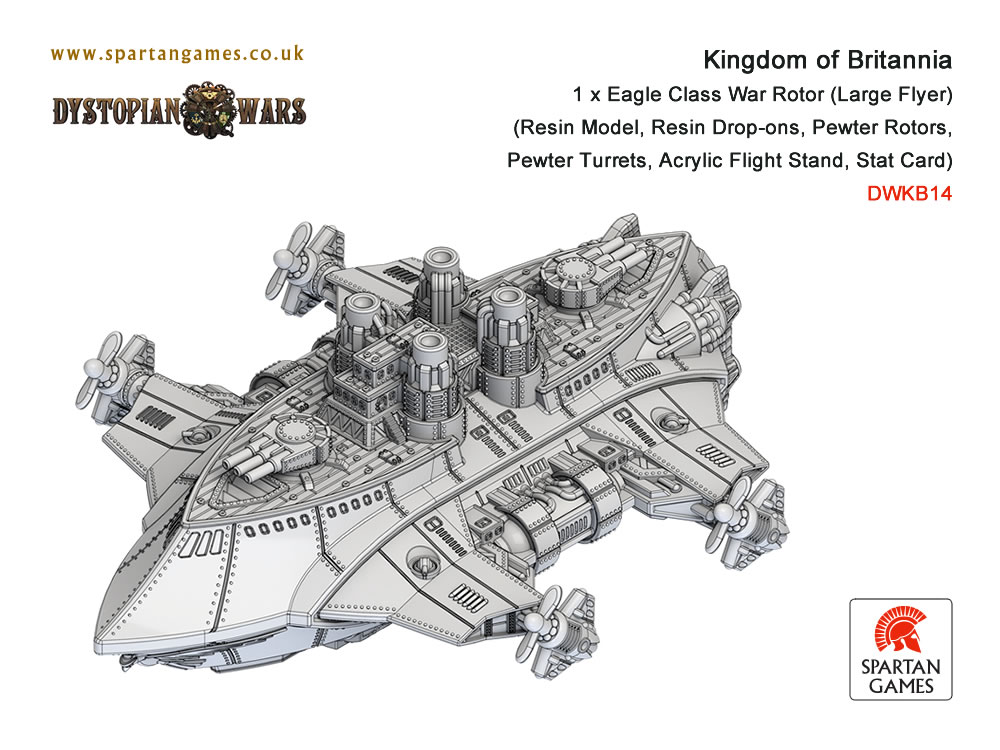 www.spartangames.co.uk
DYSTOPIAN WARS
Kingdom of Britannia
1 x Eagle Class War Rotor (Large Flyer)
(Resin Model, Resin Drop-ons, Pewter Rotors,
Pewter Turrets, Acrylic Flight Stand, Stat Card)
DWKB14
SPARTAN
GAMES